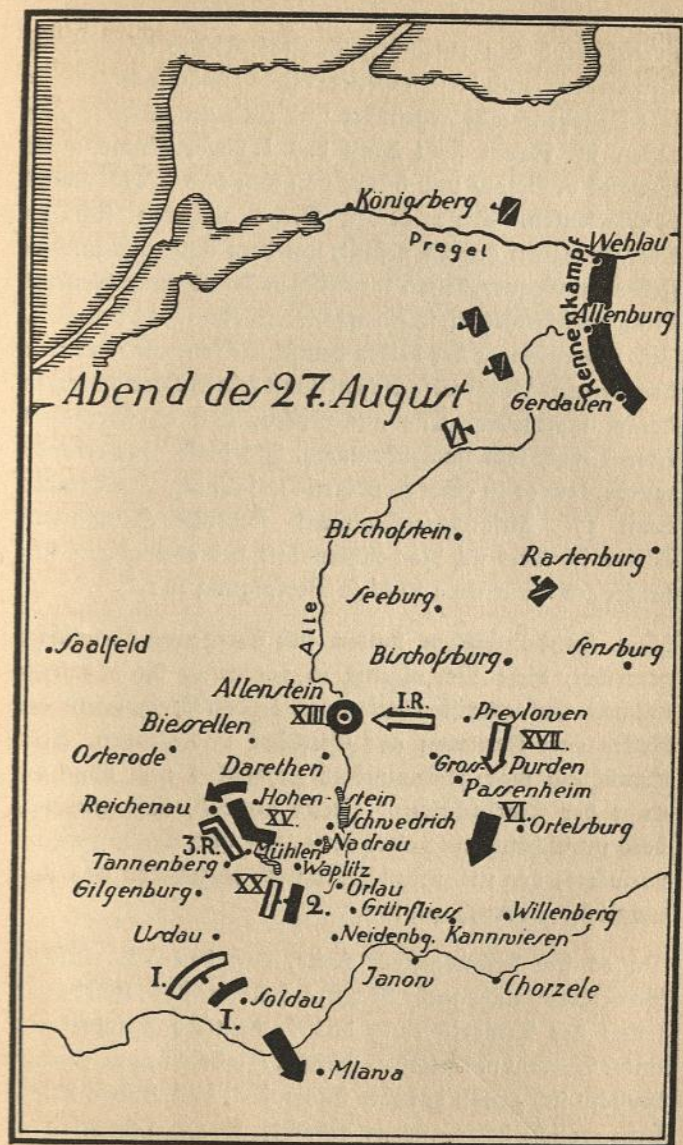 Königsberg
Pregel
Wehlau
Rennenkampf
Allenburg
Abend des 27. August
Gerdauen
Bischofstein
Rastenburg
Alle
Seeburg
Saalfeld
Bischofsburg
Sensburg
Allenstein
XIII
I.R.
Preylowen
Biessellen
XVII.
Osterode
Darethen
Gross-Purden
Passenheim
Reichenau
Hohenstein
XV.
VI.
Schwedrich
Ortelsburg
3.R.
Mühlen
Nadrau
Tannenberg
Waplitz
XX
Gilgenburg
2.
Orlau
Grünfliess
Willenberg
Usdau
Neidenbg.
Kannwiesen
Janow
Chorzele
I.
Soldau
I.
Mlawa